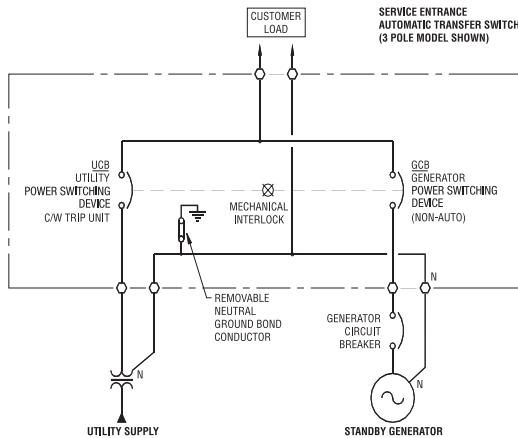 CUSTOMER
LOAD
SERVICE ENTRANCE
AUTOMATIC TRANSFER SWITCH
(3 POLE MODEL SHOWN)
UCB
UTILITY
POWER SWITCHING
DEVICE
C/W TRIP UNIT
MECHANICAL
INTERLOCK
GCB
GENERATOR
POWER SWITCHING
DEVICE
(NON-AUTO)
N
REMOVABLE
NEUTRAL
GROUND BOND
CONDUCTOR
GENERATOR
CIRCUIT
BREAKER
N
N
UTILITY SUPPLY
STANDBY GENERATOR